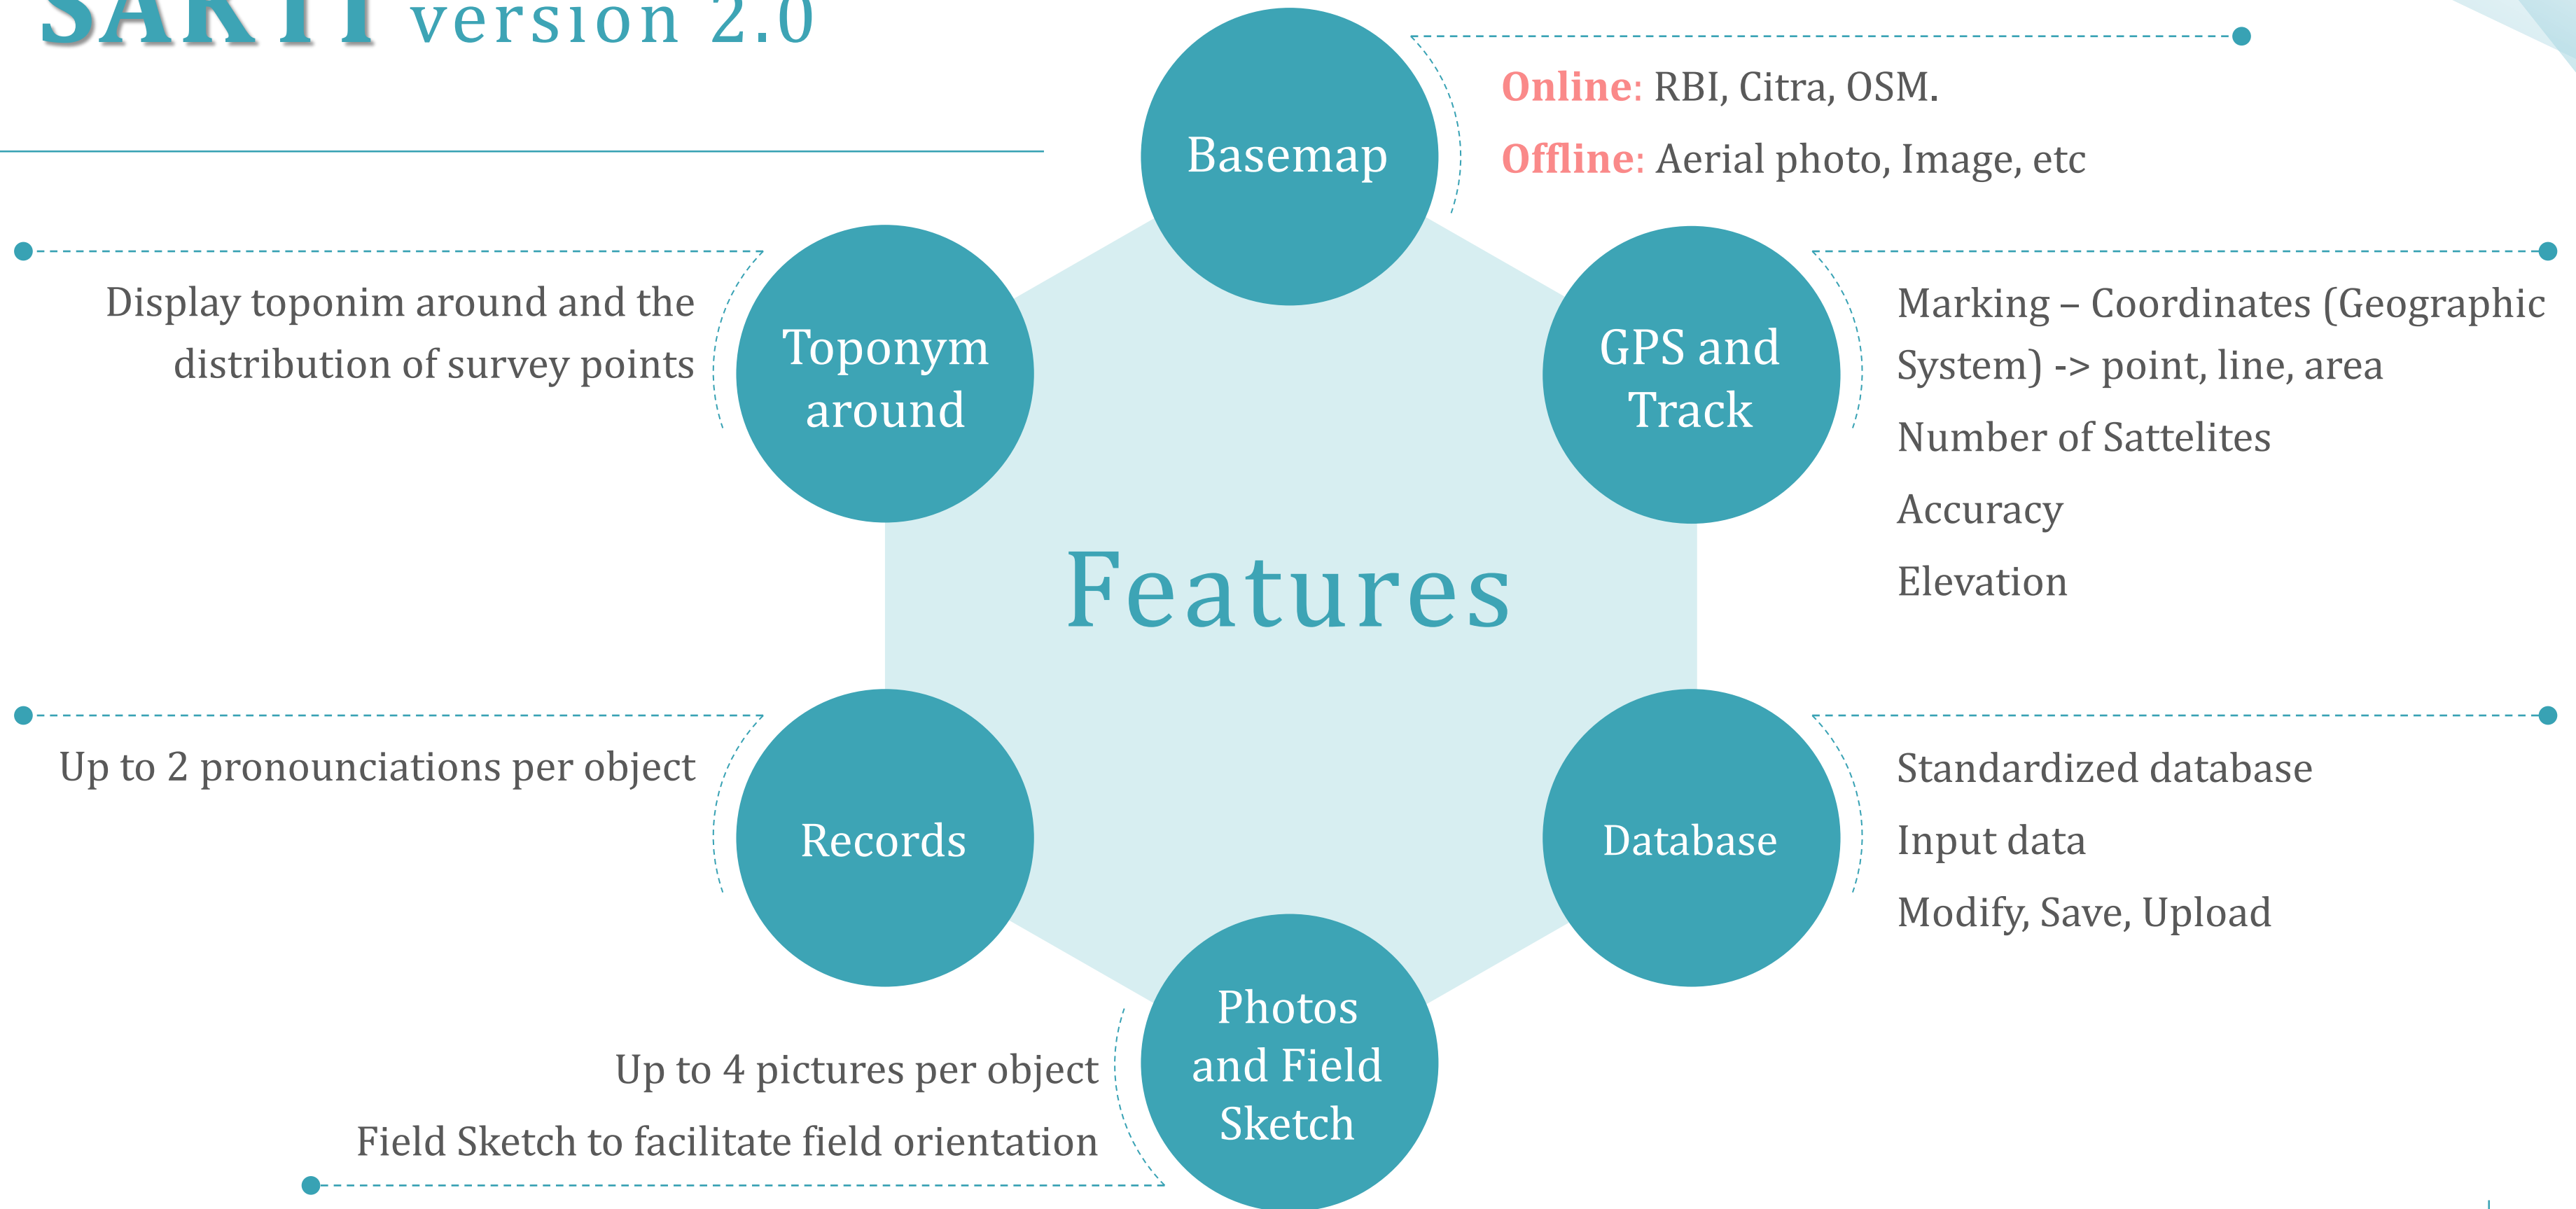 SAKTI version 2.0
Basemap
Online: RBI, Citra, OSM.
Offline: Aerial photo, Image, etc
Toponym
around
Display toponim around and the
distribution of survey points
GPS and
Track
Marking – Coordinates (Geographic
System) -> point, line, area
Number of Sattelites
Accuracy
Elevation
Features
Records
Up to 2 pronounciations per object
Database
Standardized database
Input data
Modify, Save, Upload
Photos
and Field
Sketch
Up to 4 pictures per object
Field Sketch to facilitate field orientation